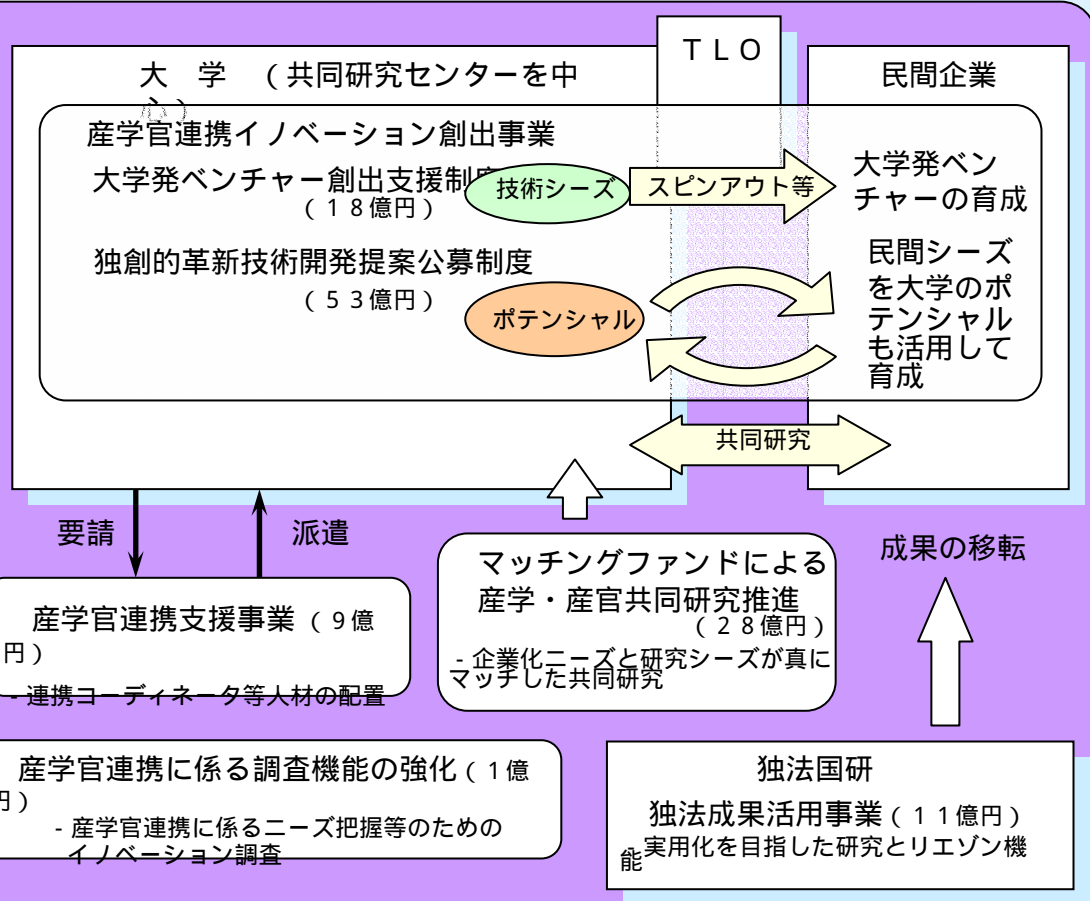 大　学　（共同研究センターを中
心）
ＴＬＯ
民間企業
産学官連携イノベーション創出事業
大学発ベンチャー創出支援制度
（１８億円）
技術シーズ
スピンアウト等
大学発ベン
チャーの育成
独創的革新技術開発提案公募制度
（５３億円）
ポテンシャル
民間シーズ
を大学のポ
テンシャル
も活用して
育成
共同研究
要請
派遣
産学官連携支援事業（９億
円）
- 連携コーディネータ等人材の配置
マッチングファンドによる
産学・産官共同研究推進
（２８億円）
- 企業化ニーズと研究シーズが真に
マッチした共同研究
成果の移転
産学官連携に係る調査機能の強化（１億
円）
- 産学官連携に係るニーズ把握等のための
イノベーション調査
独法国研
独法成果活用事業（１１億円）
- 実用化を目指した研究とリエゾン機
能